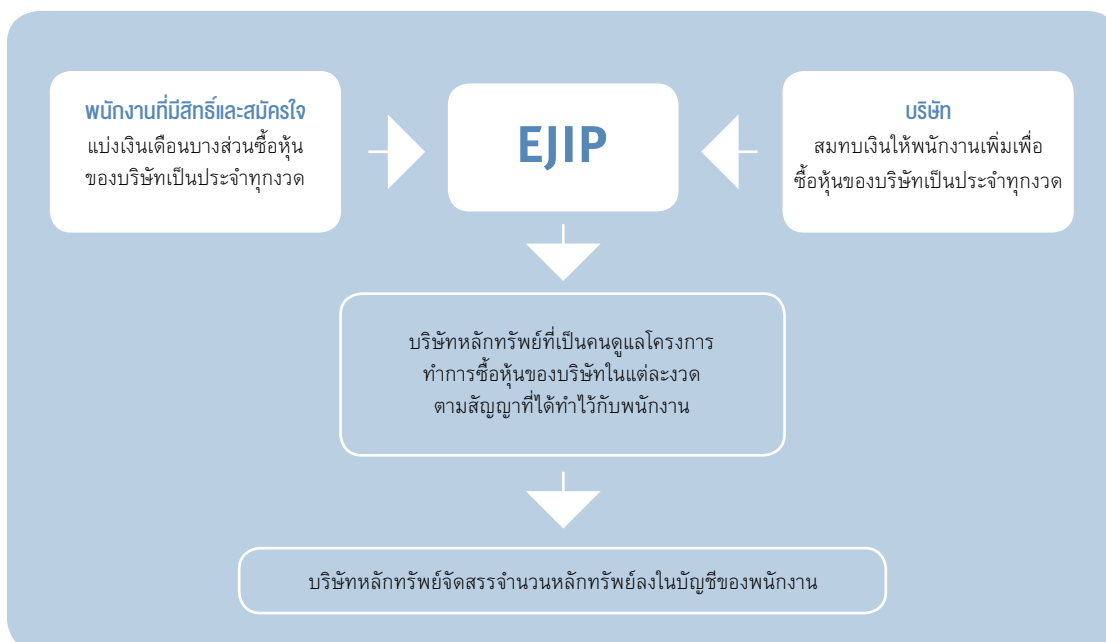 พนักงานที่มีสิทธิ์และสมัครใจ
แบ่งเงินเดือนบางส่วนซื้อหุ้น
ของบริษัทเป็นประจำทุกงวด
EJIP
บริษัท
สมทบเงินให้พนักงานเพิ่มเพื่อ
ซื้อหุ้นของบริษัทเป็นประจำทุกงวด
บริษัทหลักทรัพย์ที่เป็นคนดูแลโครงการ
ทำการซื้อหุ้นของบริษัทในแต่ละงวด
ตามสัญญาที่ได้ทำไว้กับพนักงาน
บริษัทหลักทรัพย์จัดสรรจำนวนหลักทรัพย์ลงในบัญชีของพนักงาน